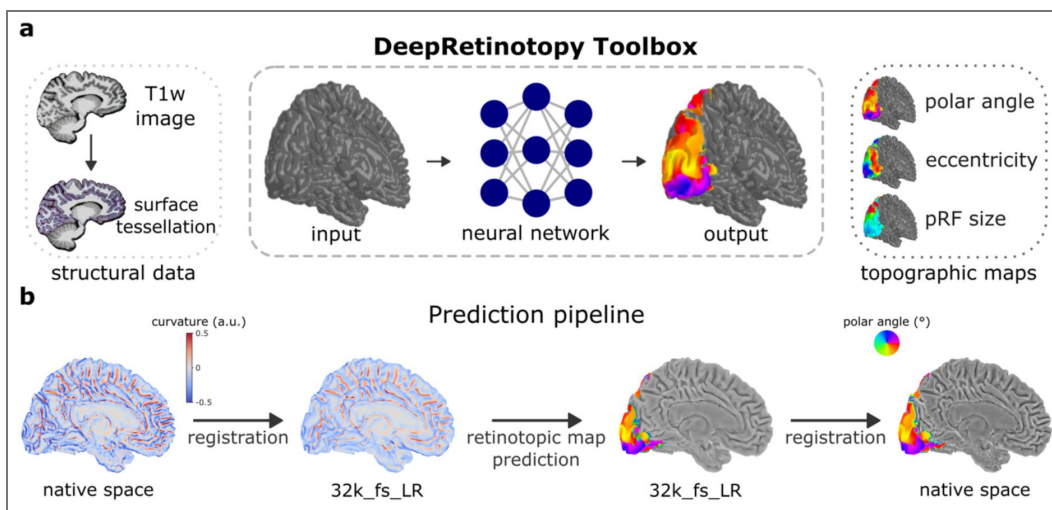 a
DeepRetinotopy Toolbox
T1w
image
surface
tessellation
structural data
input
neural network
output
polar angle
eccentricity
pRF size
topographic maps
b
Prediction pipeline
curvature (a.u.)
0.5
0
-0.5
polar angle (°)
registration
retinotopic map
prediction
registration
native space
32k_fs_LR
32k_fs_LR
native space